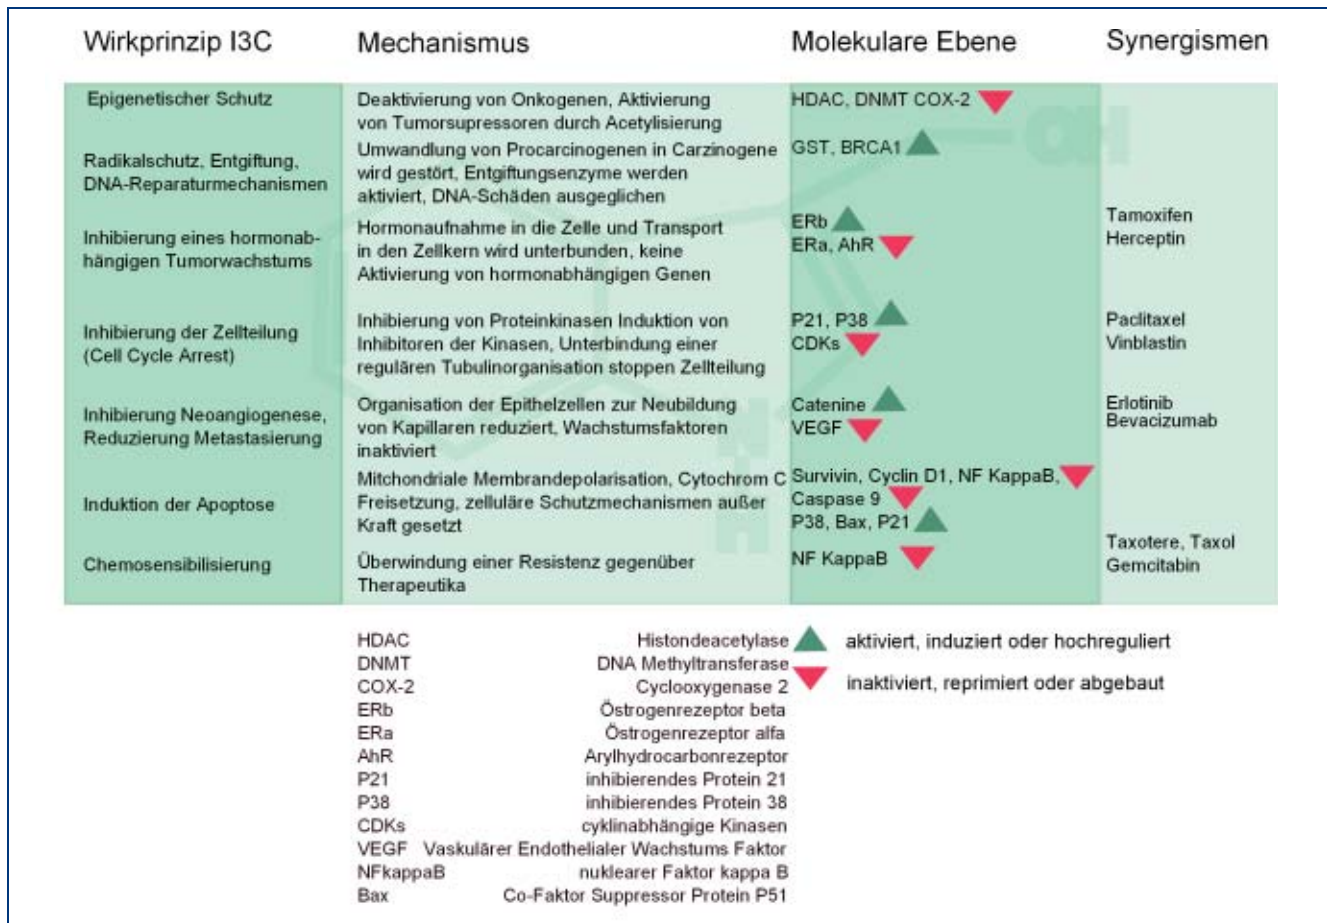 Wirkprinzip I3C Mechanismus Molekulare Ebene Synergismen
Epigenetischer Schutz
Deaktivierung von Onkogenen, Aktivierung
von Tumorsupressoren durch Acetylisierung
HDAC, DNMT COX-2
Radikalschutz, Entgiftung,
DNA-Reparaturmechanismen
Umwandlung von Procarcinogenen in Carzinogene
wird gestört, Entgiftungsenzyme werden
aktiviert, DNA-Schäden ausgeglichen
GST, BRCA1
Inhibierung eines hormonab-
hängigen Tumorwachstums
Hormonaufnahme in die Zelle und Transport
in den Zellkern wird unterbunden, keine
Aktivierung von hormonabhängigen Genen
ERb
ERa, AhR
Tamoxifen
Herceptin
Inhibierung der Zellteilung
(Cell Cycle Arrest)
Inhibierung von Proteinkinasen Induktion von
Inhibitoren der Kinasen, Unterbindung einer
regulären Tubulinorganisation stoppen Zellteilung
P21, P38
CDKs
Paclitaxel
Vinblastin
Inhibierung Neoangiogenese,
Reduzierung Metastasierung
Organisation der Epithelzellen zur Neubildung
von Kapillaren reduziert, Wachstumsfaktoren
inaktiviert
Catenine
VEGF
Erlotinib
Bevacizumab
Induktion der Apoptose
Mitchondriale Membrandepolarisation, Cytochrom C
Freisetzung, zelluläre Schutzmechanismen außer
Kraft gesetzt
Survivin, Cyclin D1, NF KappaB,
Caspase 9
P38, Bax, P21
Chemosensibilisierung
Überwindung einer Resistenz gegenüber
Therapeutika
NF KappaB
Taxotere, Taxol
Gemcitabin
OH
N
H
HDAC Histondeacetylase
DNMT DNA Methyltransferase
COX-2 Cyclooxygenase 2
ERb Östrogenrezeptor beta
ERa Östrogenrezeptor alfa
AhR Arylhydrocarbonrezeptor
P21 inhibierendes Protein 21
P38 inhibierendes Protein 38
CDKs cyklinabhängige Kinasen
VEGF Vaskulärer Endothelialer Wachstums Faktor
NFkappaB nuklearer Faktor kappa B
Bax Co-Faktor Suppressor Protein P51
aktiviert, induziert oder hochreguliert
inaktiviert, reprimiert oder abgebaut